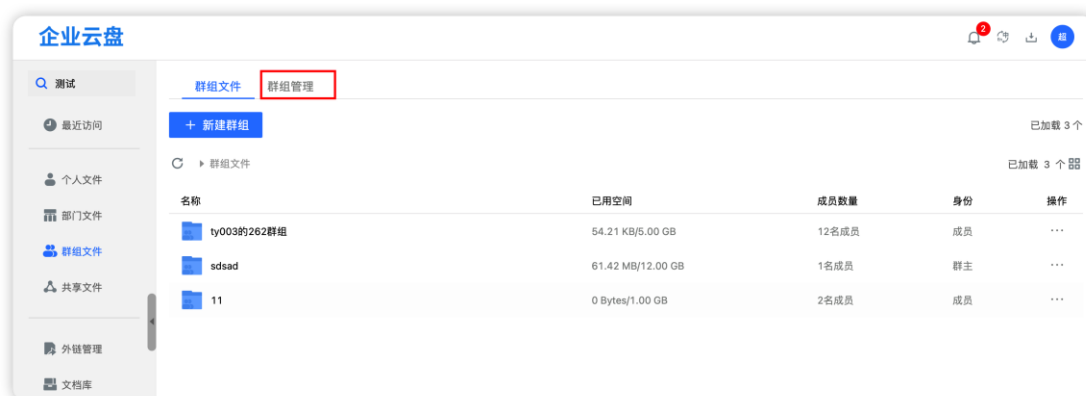 企业云盘
2
超
测试
群组文件 群组管理
最近访问
+ 新建群组
已加载 3 个
群组文件
已加载 3 个
个人文件
名称 已用空间 成员数量 身份 操作
部门文件
ty003的262群组 54.21 KB/5.00 GB 12名成员 成员 ...
群组文件
sdsad 61.42 MB/12.00 GB 1名成员 群主 ...
共享文件
11 0 Bytes/1.00 GB 2名成员 成员 ...
外链管理
文档库